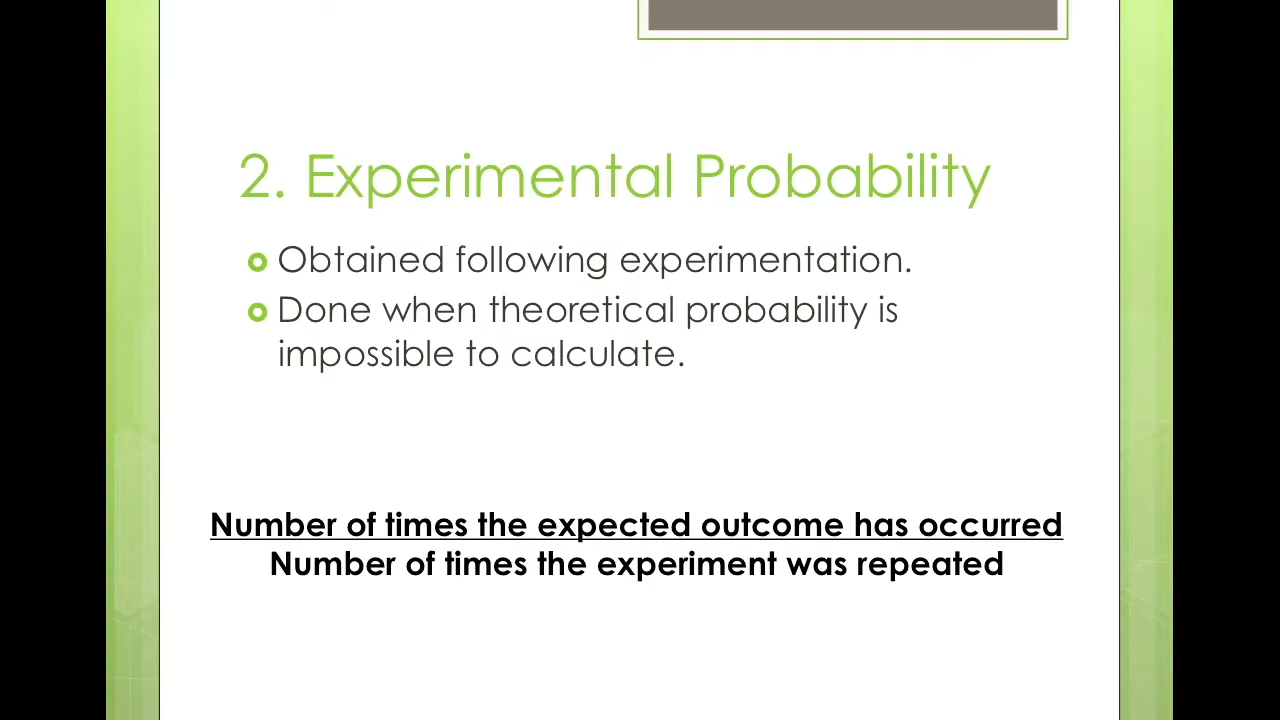 2. Experimental Probability
Obtained following experimentation.
Done when theoretical probability is
impossible to calculate.
Number of times the expected outcome has occurred
Number of times the experiment was repeated